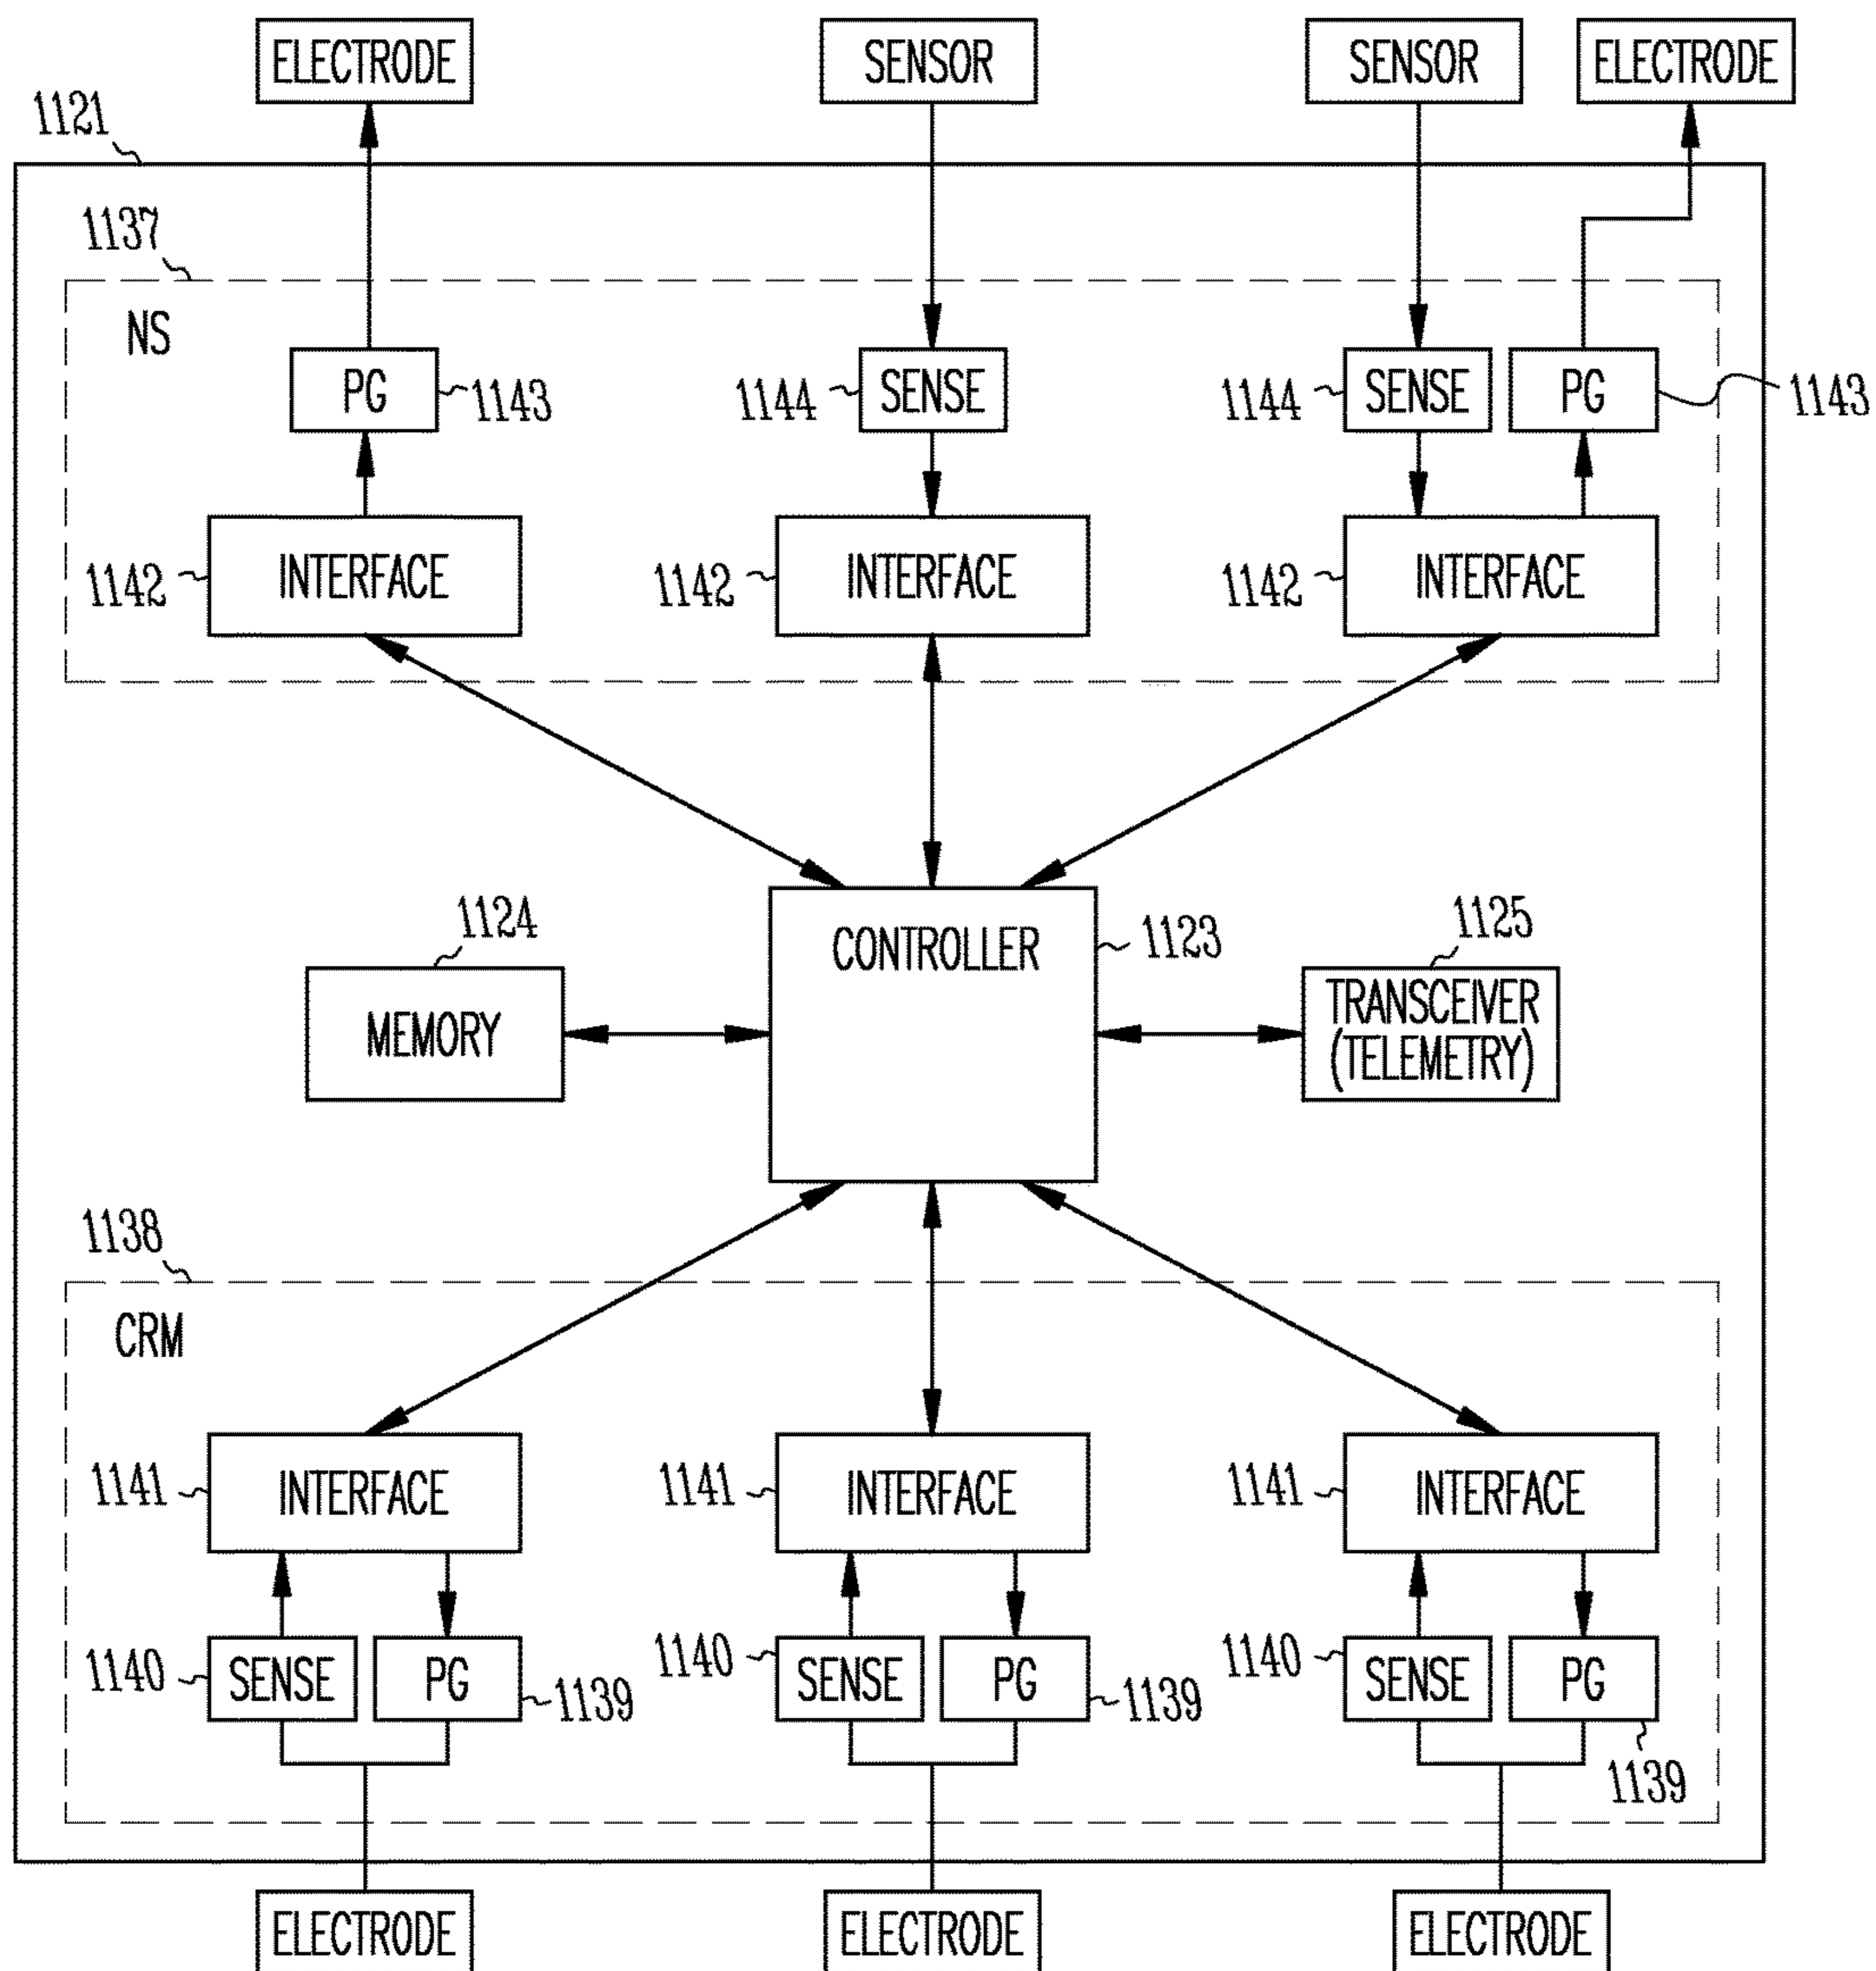 ELECTRODE
SENSOR
SENSOR
ELECTRODE
1121
1137
NS
PG
1143
1144
SENSE
1144
SENSE
PG
1143
1142
INTERFACE
1142
INTERFACE
1142
INTERFACE
1124
MEMORY
CONTROLLER
1123
1125
TRANSCEIVER
(TELEMETRY)
1138
CRM
1141
INTERFACE
1141
INTERFACE
1141
INTERFACE
1140
SENSE
PG
1139
1140
SENSE
PG
1139
1140
SENSE
PG
1139
ELECTRODE
ELECTRODE
ELECTRODE